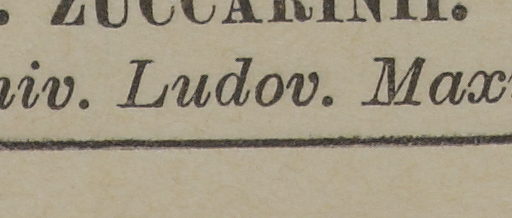 . ZUCCARINII.
niv. Ludov. Max